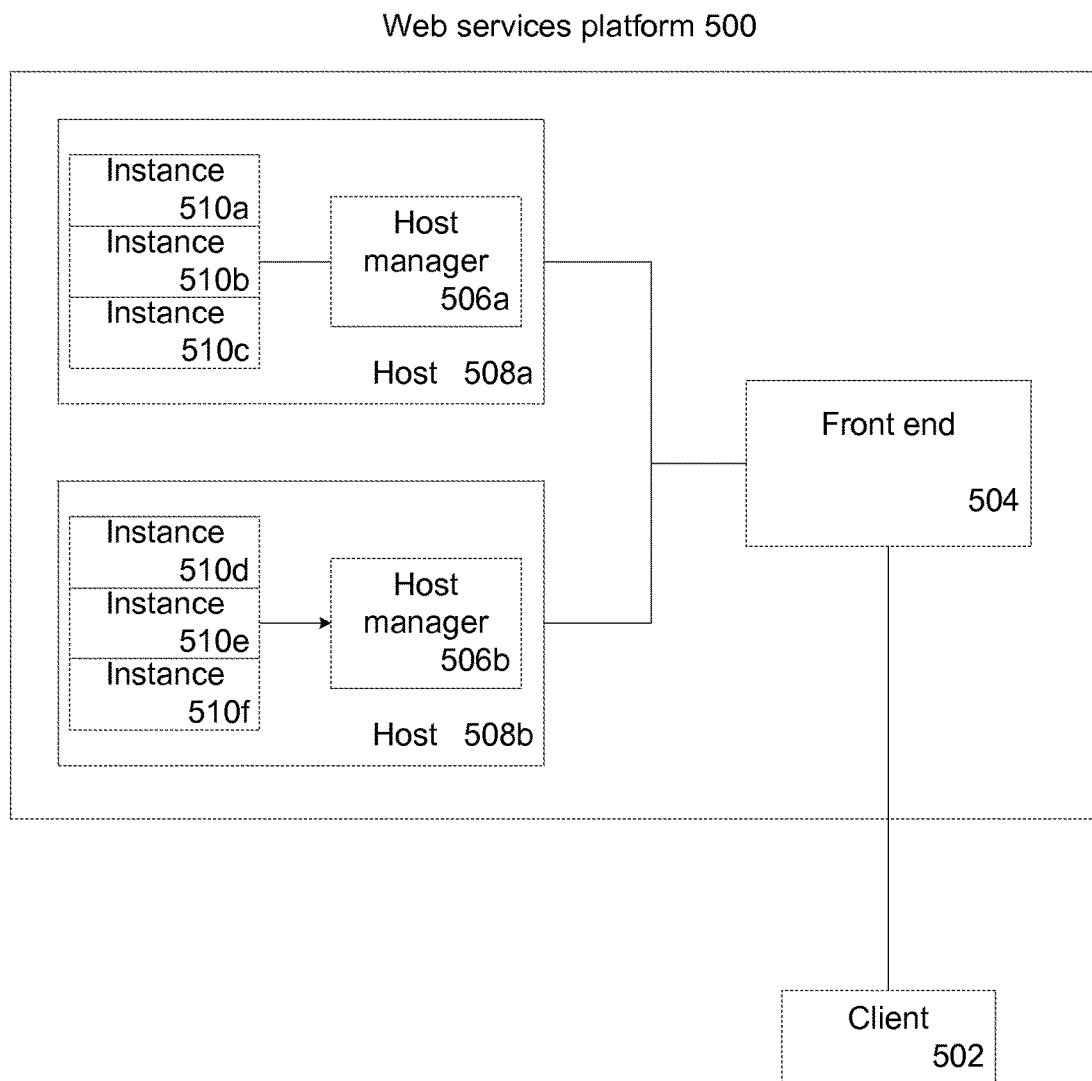 Web services platform 500
Instance
510a
Instance
510b
Instance
510c
Host
manager
506a
Host 508a
Instance
510d
Instance
510e
Instance
510f
Host
manager
506b
Host 508b
Front end
504
Client
502